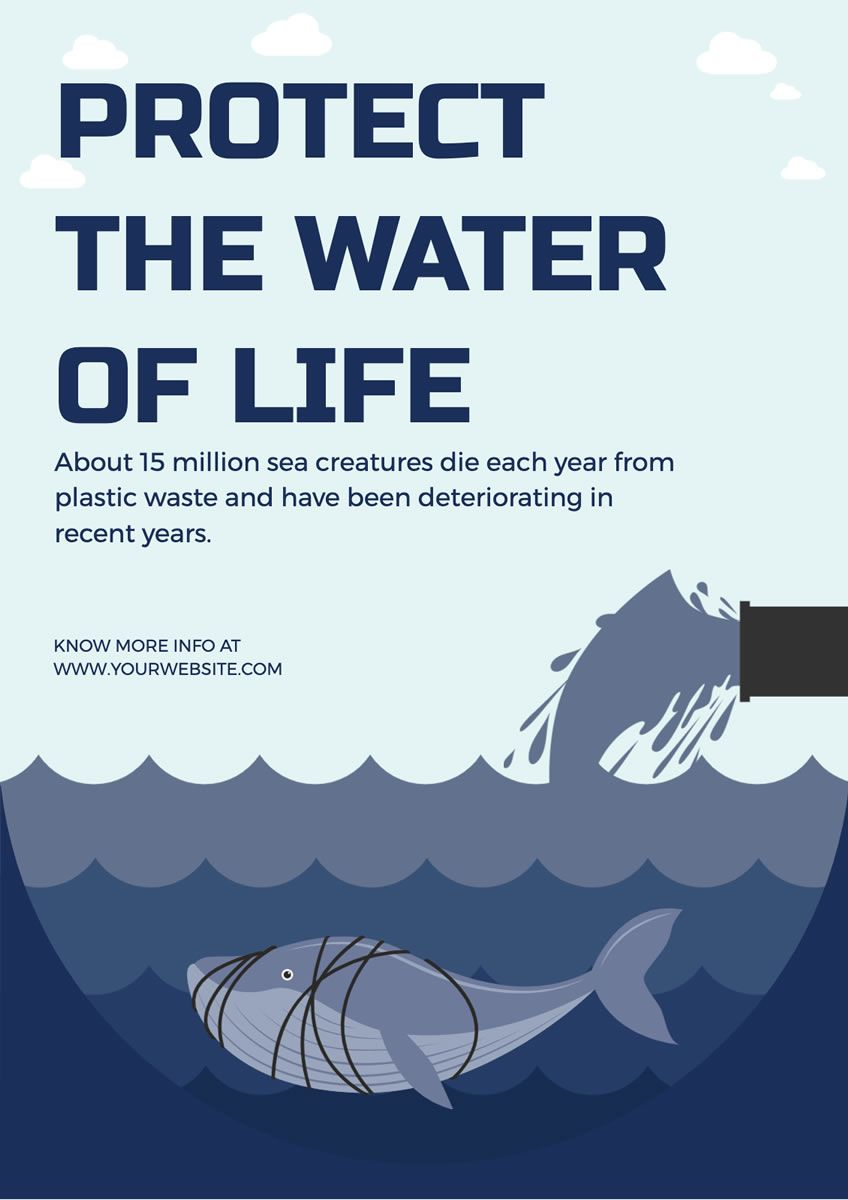 PROTECT
THE WATER
OF LIFE
About 15 million sea creatures die each year from
plastic waste and have been deteriorating in
recent years.
KNOW MORE INFO AT
WWW.YOURWEBSITE.COM